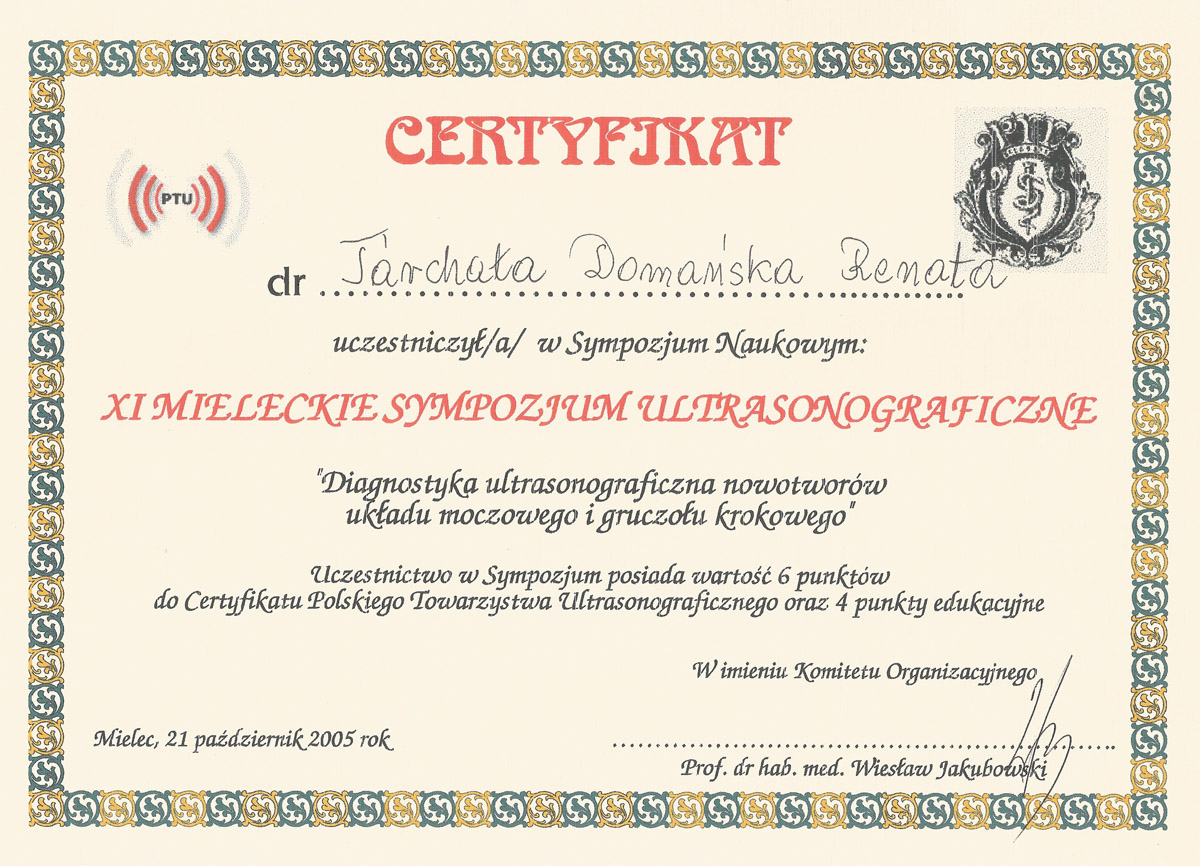 CERTYFIKAT
PTU
dr Tarchała Domańska Renata
uczestniczył/a/ w Sympozjum Naukowym:
XI MIELECKIE SYMPOZJUM ULTRASONOGRAFICZNE
"Diagnostyka ultrasonograficzna nowotworów
układu moczowego i gruczołu krokowego"
Uczestnictwo w Sympozjum posiada wartość 6 punktów
do Certyfikatu Polskiego Towarzystwa Ultrasonograficznego oraz 4 punkty edukacyjne
W imieniu Komitetu Organizacyjnego
Mielec, 21 październik 2005 rok
Prof. dr hab. med. Wiesław Jakubowski